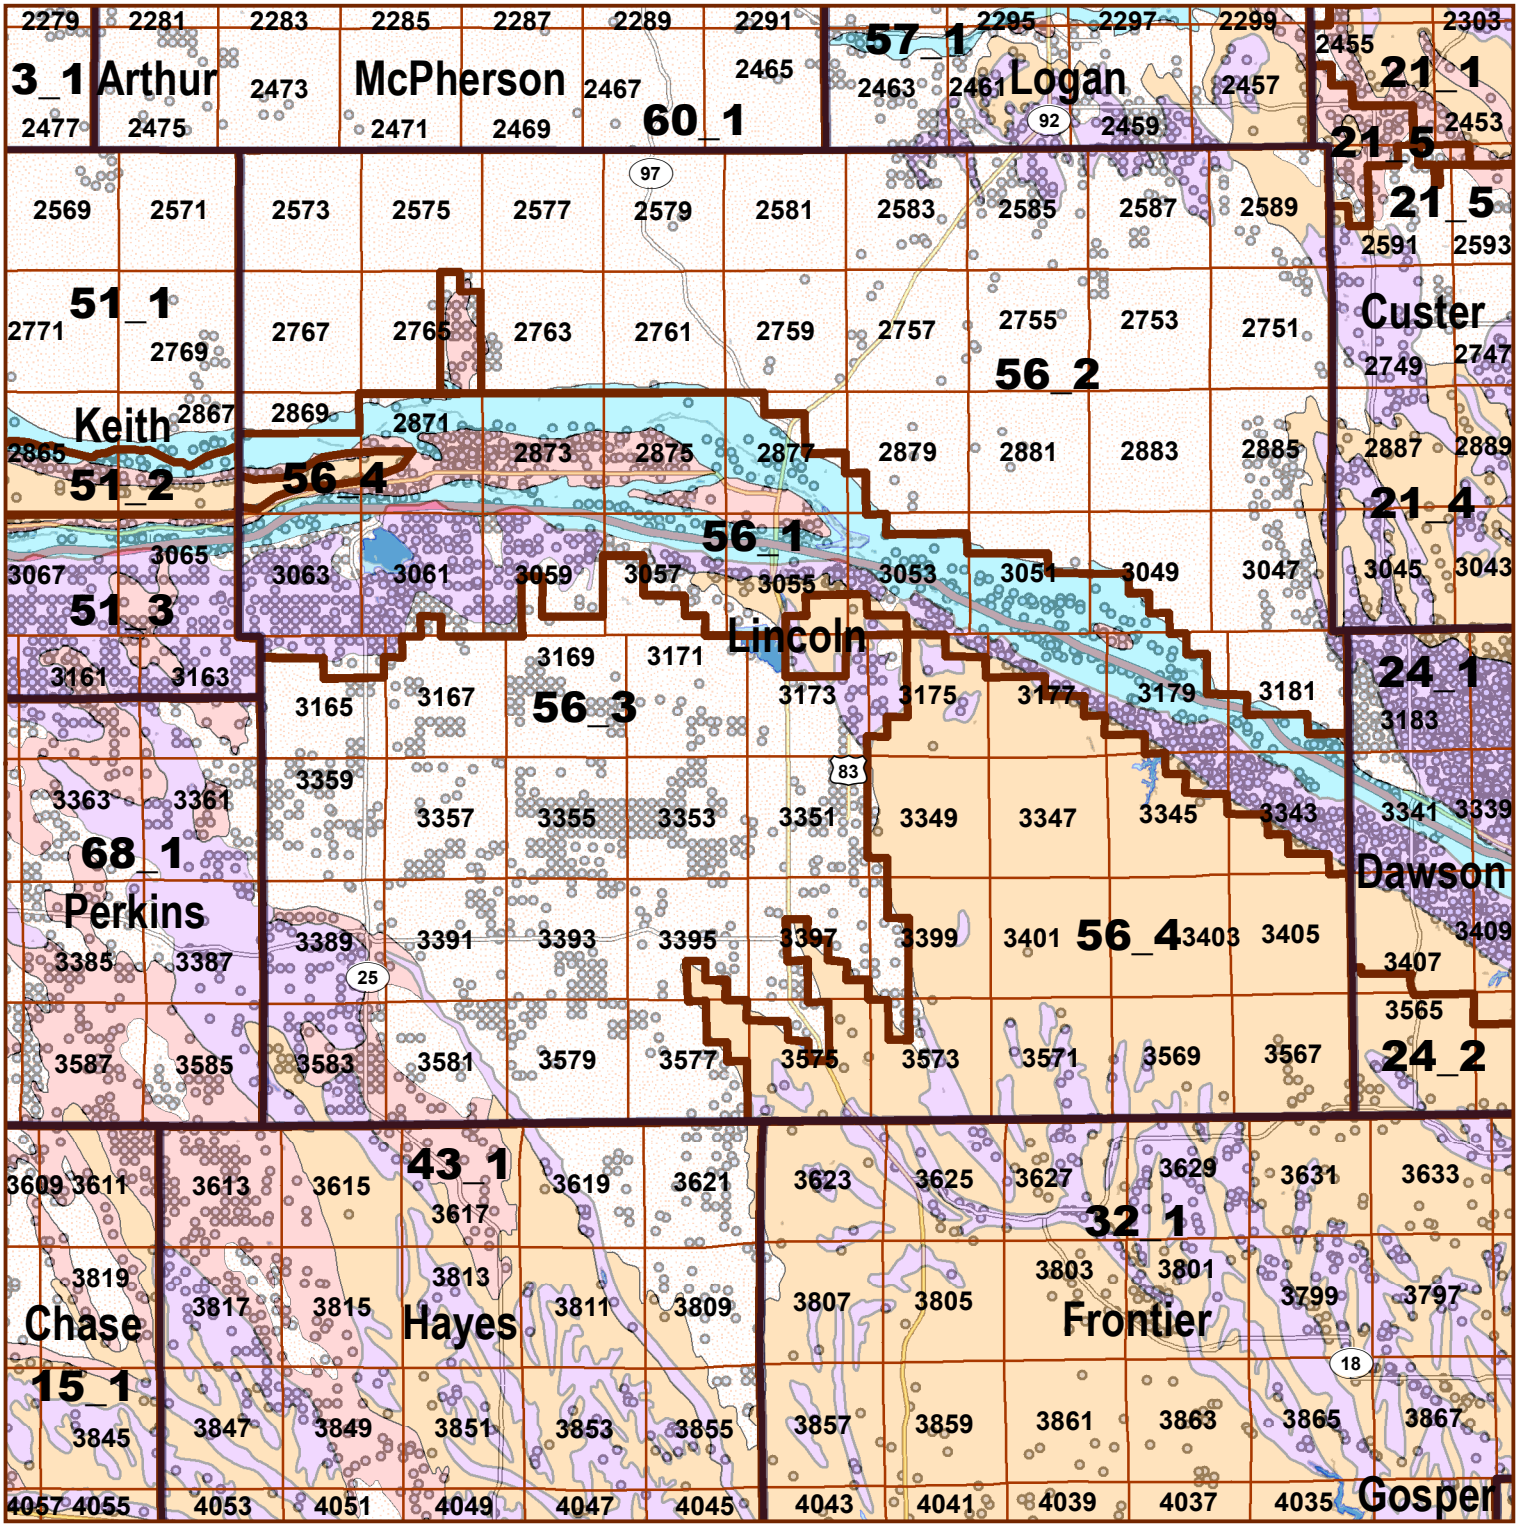 2279 2281 2283 2285 2287 2289 2291 57_1 2295 2297 2299 2303
2455
3_1 Arthur 2473 McPherson 2467 2465 2463 2461 Logan 2457 21_1
2477 2475 2471 2469 60_1 92 2459 2453
21_5
97
2569 2571 2573 2575 2577 2579 2581 2583 2585 2587 2589 21_5
2591 2593
51_1 Custer
2771 2769 2767 2765 2763 2761 2759 2757 2755 2753 2751
2749 2747
56_2
Keith 2867 2869 2871
2865 2873 2875 2877 2879 2881 2883 2885 2887 2889
51_2 56_4 21_4
56_1
3067 3065 3063 3061 3059 3057 3055 3053 3051 3049 3047 3045 3043
51_3 Lincoln
3161 3163 3169 3171 24_1
3165 3167 56_3 3173 3175 3177 3179 3181 3183
83
3363 3361 3359 3357 3355 3353 3351 3349 3347 3345 3343 3341 3339
68_1 Dawson
Perkins
3385 3387 3389 3391 3393 3395 3397 3399 3401 56_4 3403 3405 3407 3409
25
3565
3587 3585 3583 3581 3579 3577 3575 3573 3571 3569 3567 24_2
43_1
3609 3611 3613 3615 3617 3619 3621 3623 3625 3627 3629 3631 3633
32_1
3819 3817 3815 3813 3811 3809 3807 3805 3803 3801 3799 3797
Chase Hayes Frontier
18
15_1
3845 3847 3849 3851 3853 3855 3857 3859 3861 3863 3865 3867
4057 4055 4053 4051 4049 4047 4045 4043 4041 4039 4037 4035 Gosper